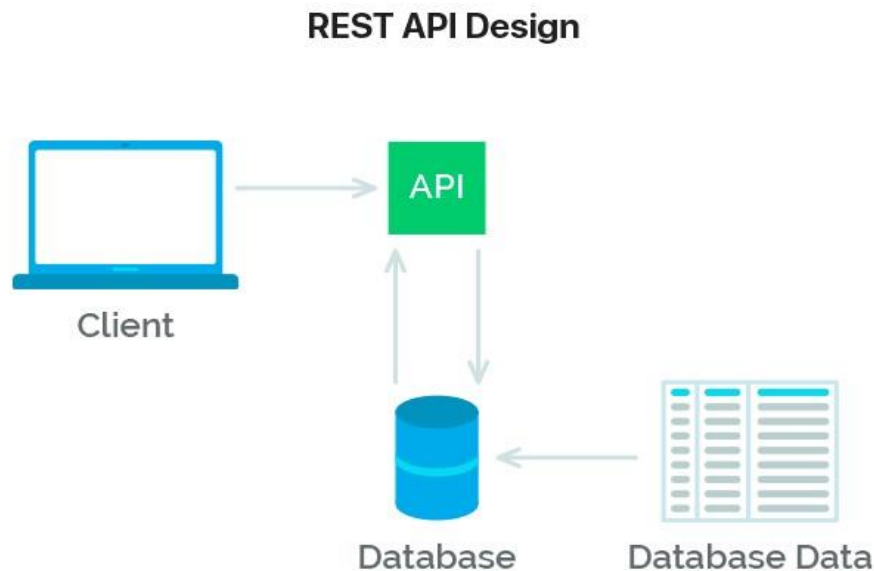 REST API Design
API
Client
Database
Database Data